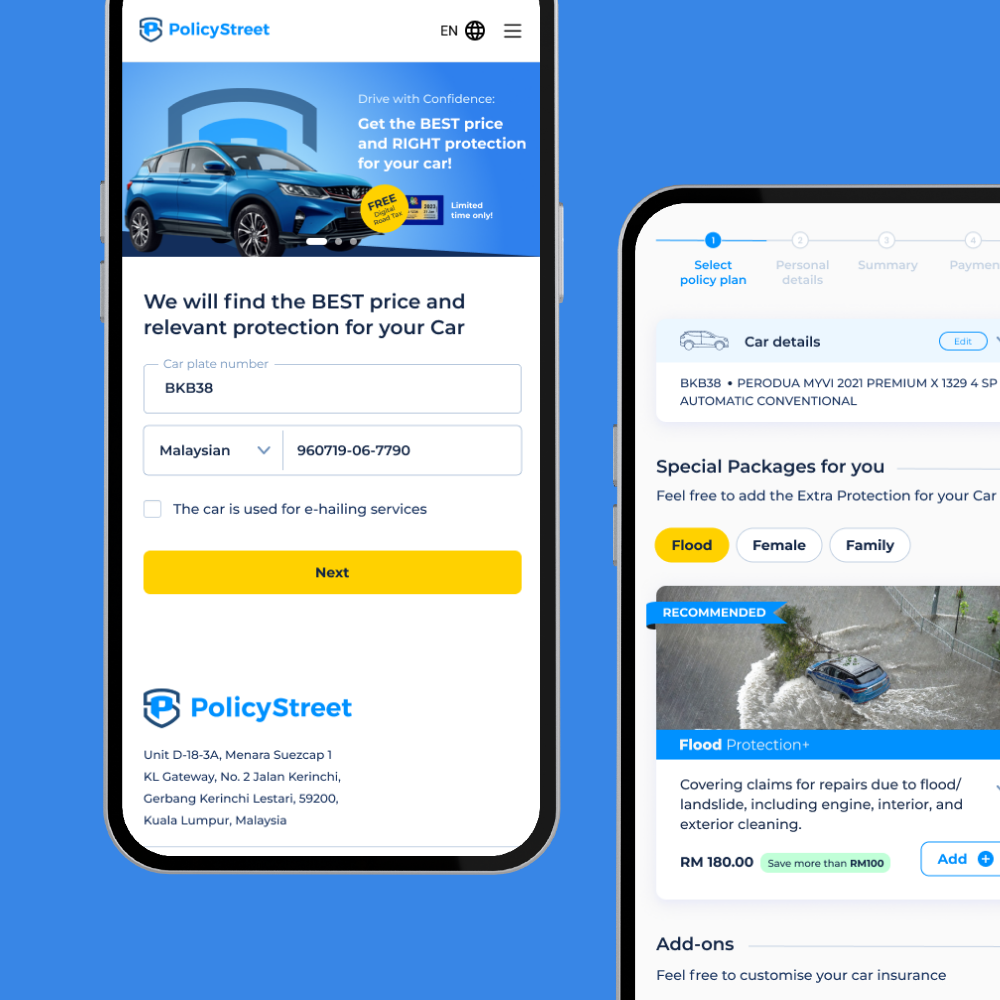 PolicyStreet
EN
Drive with Confidence:
Get the BEST price
and RIGHT protection
for your car!
FREE
Digital
Road Tax
2023
Limited
time only!
We will find the BEST price and
relevant protection for your Car
Car plate number
BKB38
Malaysian
960719-06-7790
The car is used for e-hailing services
Next
PolicyStreet
Unit D-18-3A, Menara Suezcap 1
KL Gateway, No. 2 Jalan Kerinchi,
Gerbang Kerinchi Lestari, 59200,
Kuala Lumpur, Malaysia
1 2 3 4
Select
policy plan
Personal
details
Summary
Paymen
Car details
Edit
BKB38 • PERODUA MYVI 2021 PREMIUM X 1329 4 SP
AUTOMATIC CONVENTIONAL
Special Packages for you
Feel free to add the Extra Protection for your Car
Flood Female Family
RECOMMENDED
Flood Protection+
Covering claims for repairs due to flood/
landslide, including engine, interior, and
exterior cleaning.
RM 180.00 Save more than RM100 Add
Add-ons
Feel free to customise your car insurance